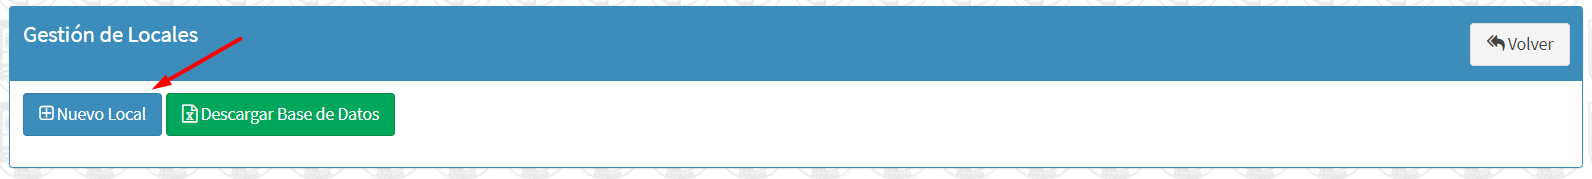 Gestión de Locales
Volver
Nuevo Local
Descargar Base de Datos